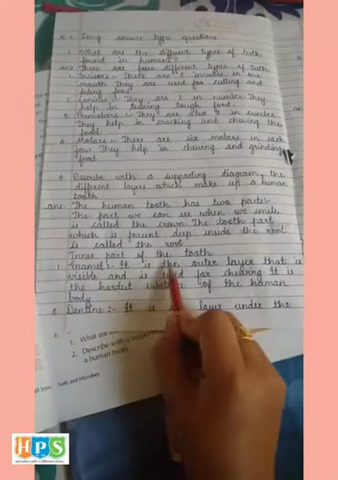 Q.6. Long answer type questions
1. What are the different types of teeth
found in humans?
ans: There are four different types of teeth
1. Incisors - There are 8 incisors in our
mouth They are used for cutting and
biting food
2. Canines :- They are 4 in number They
help in tearing tough food.
3. Premolars :- They are also 8 in number
They help in cracking and chewing the
food.
4. Molars :- There are six molars in each
jaw They help in chewing and grinding
food
2. Describe with a supporting diagram, the
different layers which make up a human
tooth
ans: The human tooth has two parts:-
The part we can see when we smile
is called the crown The tooth part
which is present deep inside the
is called the root
Inner part of the tooth
1. Enamel :- It is the outer layer that is
visible and is used for chewing. It is
the hardest of the human
body
2. Dentine :- It is layer under the
1. What are
2. Describe with a
a human tooth
Teeth and Microbes
HPS